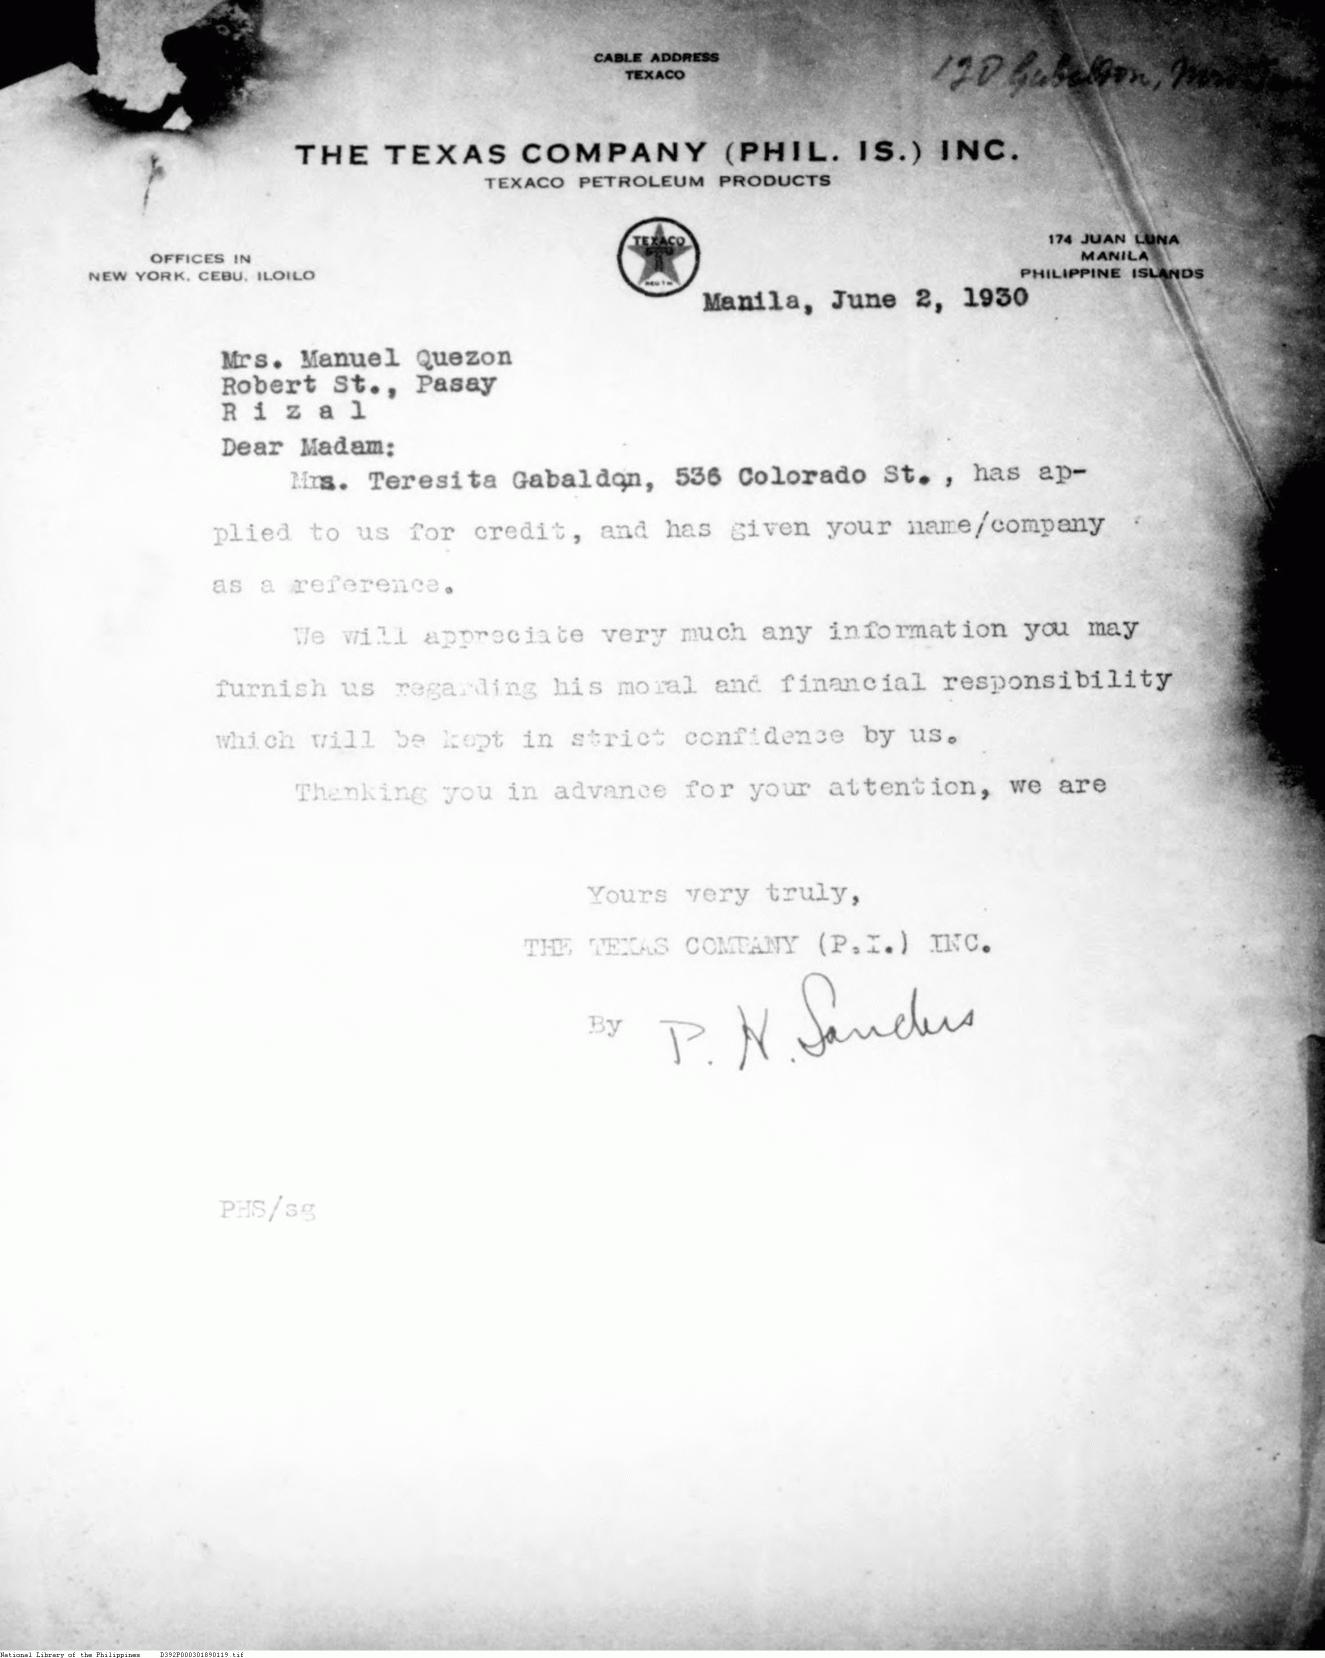 CABLE ADDRESS
TEXACO
Gabaldon, Mrs
THE TEXAS COMPANY (PHIL. IS.) INC.
TEXACO PETROLEUM PRODUCTS
OFFICES IN
NEW YORK, CEBU, ILOILO
TEXACO
T
174 JUAN LUNA
MANILA
PHILIPPINE ISLANDS
Manila, June 2, 1930
Mrs. Manuel Quezon
Robert St., Pasay
R i z a l
Dear Madam:
Mrs. Teresita Gabaldon, 536 Colorado St., has ap-
plied to us for credit, and has given your name/company
as a reference.
We will appreciate very much any information you may
furnish us regarding his moral and financial responsibility
which will be kept in strict confidence by us.
Thanking you in advance for your attention, we are
Yours very truly,
THE TEXAS COMPANY (P.I.) INC.
By P. H. Sanders
PHS/sg
National Library of the Philippines D392P000301890119.tif